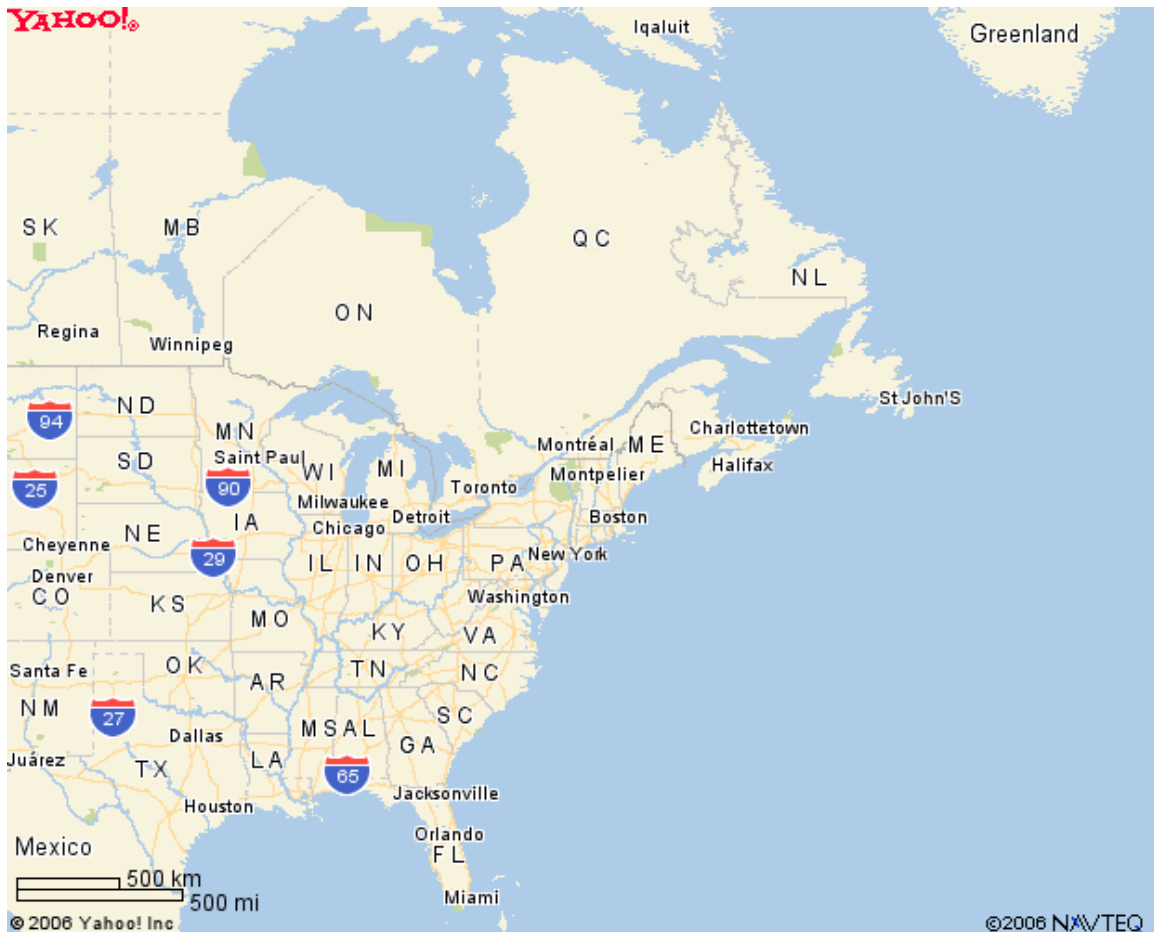 YAHOO!®
Iqaluit
Greenland
SK
MB
QC
NL
ON
Regina
Winnipeg
St John'S
94
ND
MN
Charlottetown
Montréal
ME
SD
Saint Paul
WI
MI
Montpelier
Halifax
25
90
Toronto
Milwaukee
Detroit
Boston
IA
Chicago
NE
Cheyenne
29
IL
IN
OH
PA
New York
Denver
CO
KS
Washington
MO
KY
VA
Santa Fe
OK
TN
NC
AR
NM
27
SC
Dallas
MS
AL
GA
Juárez
TX
LA
65
Houston
Jacksonville
Orlando
Mexico
FL
500 km
Miami
500 mi
© 2006 Yahoo! Inc
©2006 NAVTEQ